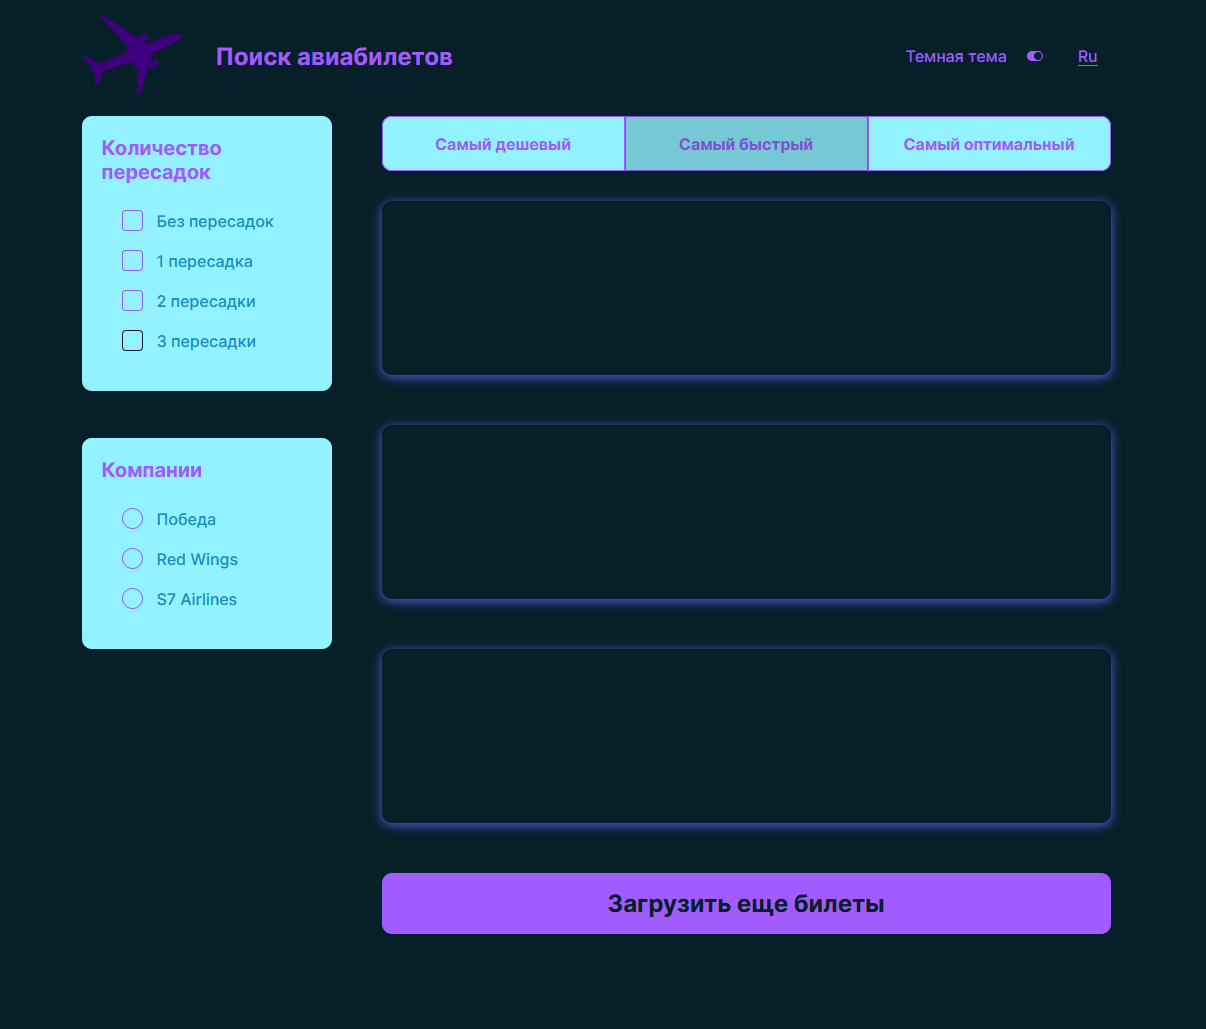 Поиск авиабилетов
Темная тема
Ru
Количество
пересадок
Без пересадок
1 пересадка
2 пересадки
3 пересадки
Компании
Победа
Red Wings
S7 Airlines
Самый дешевый
Самый быстрый
Самый оптимальный
Загрузить еще билеты